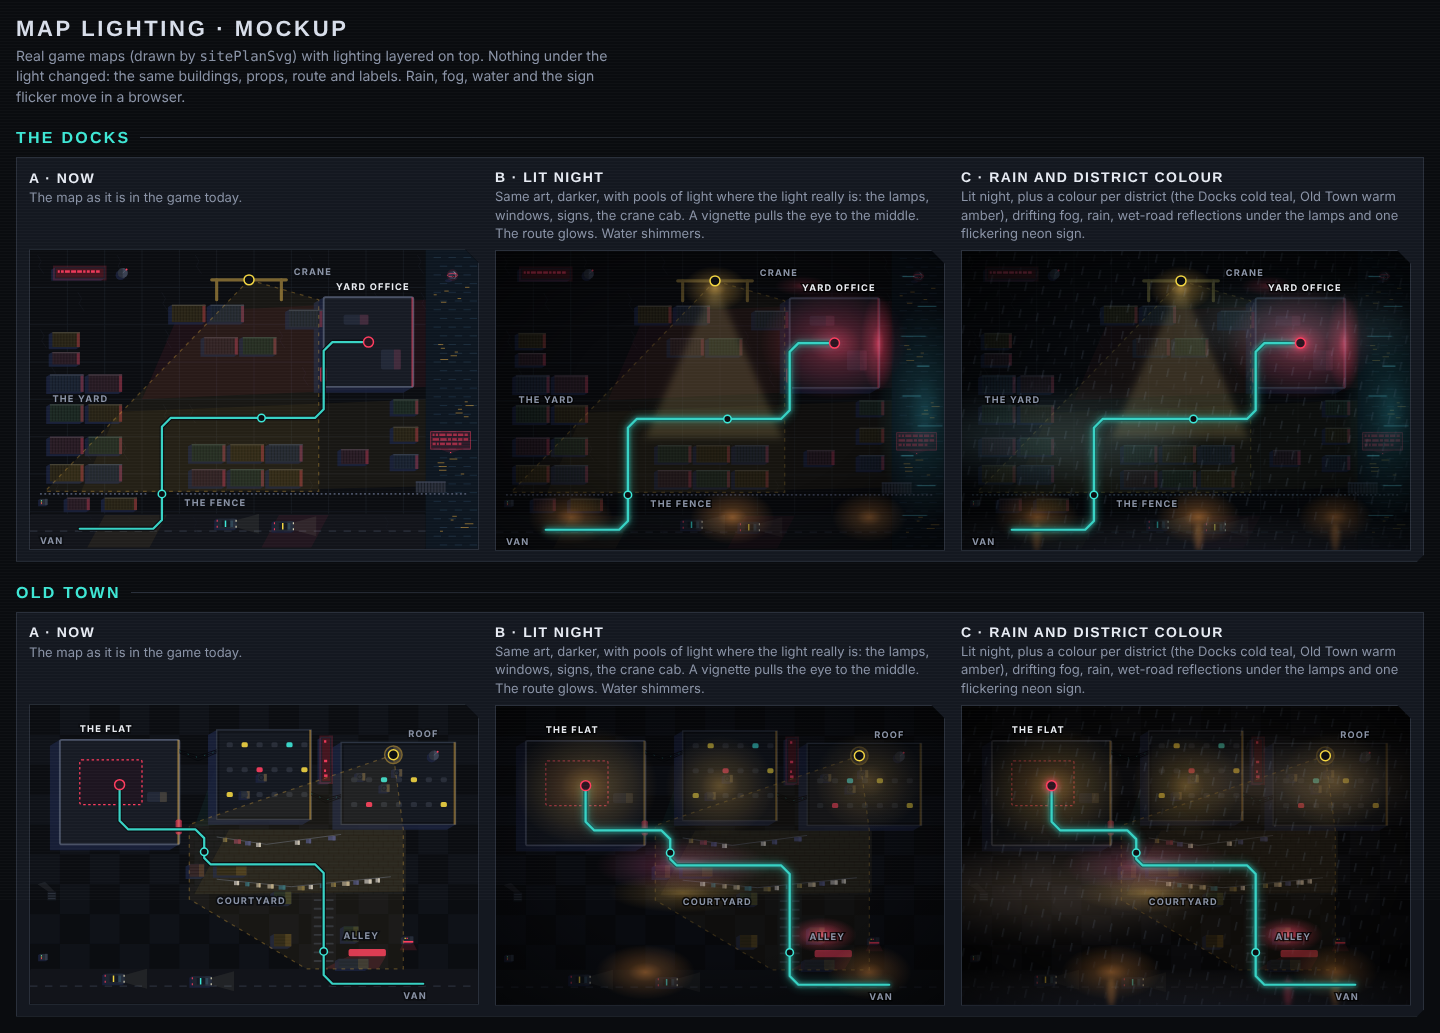 MAP LIGHTING · MOCKUP
Real game maps (drawn by sitePlanSvg) with lighting layered on top. Nothing under the
light changed: the same buildings, props, route and labels. Rain, fog, water and the sign
flicker move in a browser.
THE DOCKS
A · NOW
The map as it is in the game today.
CRANE
YARD OFFICE
THE YARD
THE FENCE
VAN
B · LIT NIGHT
Same art, darker, with pools of light where the light really is: the lamps,
windows, signs, the crane cab. A vignette pulls the eye to the middle.
The route glows. Water shimmers.
CRANE
YARD OFFICE
THE YARD
THE FENCE
VAN
C · RAIN AND DISTRICT COLOUR
Lit night, plus a colour per district (the Docks cold teal, Old Town warm
amber), drifting fog, rain, wet-road reflections under the lamps and one
flickering neon sign.
CRANE
YARD OFFICE
THE YARD
THE FENCE
VAN
OLD TOWN
A · NOW
The map as it is in the game today.
THE FLAT
ROOF
COURTYARD
ALLEY
VAN
B · LIT NIGHT
Same art, darker, with pools of light where the light really is: the lamps,
windows, signs, the crane cab. A vignette pulls the eye to the middle.
The route glows. Water shimmers.
THE FLAT
ROOF
COURTYARD
ALLEY
VAN
C · RAIN AND DISTRICT COLOUR
Lit night, plus a colour per district (the Docks cold teal, Old Town warm
amber), drifting fog, rain, wet-road reflections under the lamps and one
flickering neon sign.
THE FLAT
ROOF
COURTYARD
ALLEY
VAN